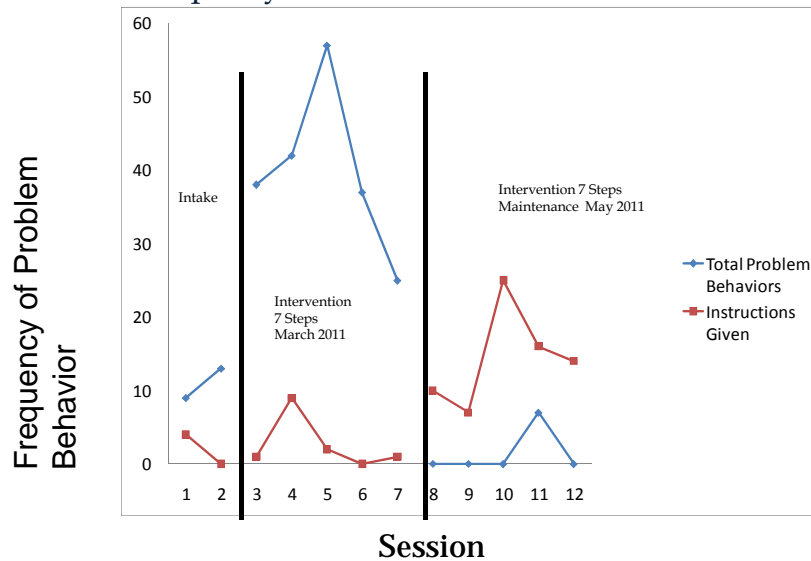 60
50
40
30
20
10
0
Frequency of Problem
Behavior
Intake
Intervention
7 Steps
March 2011
Intervention 7 Steps
Maintenance May 2011
Total Problem
Behaviors
Instructions
Given
1 2 3 4 5 6 7 8 9 10 11 12
Session